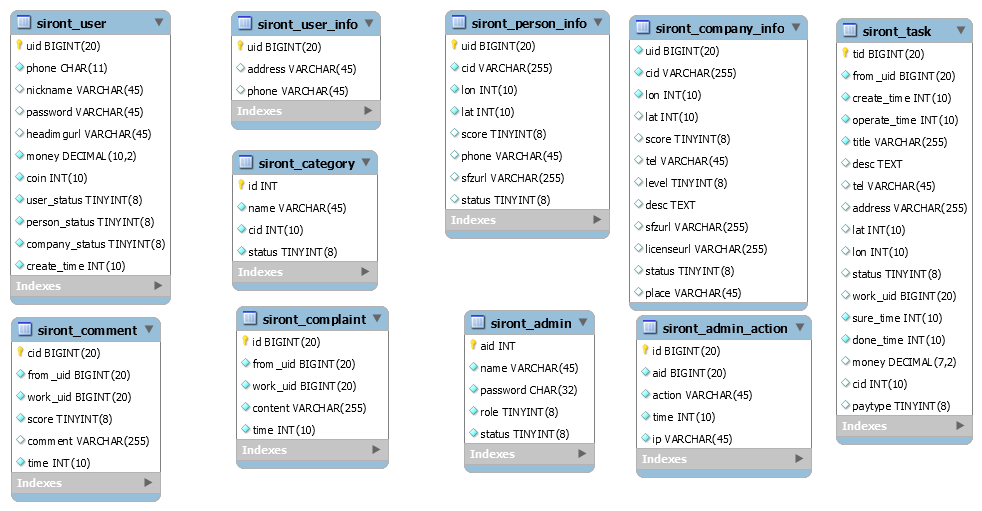 siront_user
uid BIGINT(20)
phone CHAR(11)
nickname VARCHAR(45)
password VARCHAR(45)
headimgurl VARCHAR(45)
money DECIMAL(10,2)
coin INT(10)
user_status TINYINT(8)
person_status TINYINT(8)
company_status TINYINT(8)
create_time INT(10)
Indexes
siront_user_info
uid BIGINT(20)
address VARCHAR(45)
phone VARCHAR(45)
Indexes
siront_person_info
uid BIGINT(20)
cid VARCHAR(255)
lon INT(10)
lat INT(10)
score TINYINT(8)
phone VARCHAR(45)
sfzurl VARCHAR(255)
status TINYINT(8)
Indexes
siront_company_info
uid BIGINT(20)
cid VARCHAR(255)
lon INT(10)
lat INT(10)
score TINYINT(8)
tel VARCHAR(45)
level TINYINT(8)
desc TEXT
sfzurl VARCHAR(255)
licenseurl VARCHAR(255)
status TINYINT(8)
place VARCHAR(45)
siront_task
tid BIGINT(20)
from_uid BIGINT(20)
create_time INT(10)
operate_time INT(10)
title VARCHAR(255)
desc TEXT
tel VARCHAR(45)
address VARCHAR(255)
lat INT(10)
lon INT(10)
status TINYINT(8)
work_uid BIGINT(20)
sure_time INT(10)
done_time INT(10)
money DECIMAL(7,2)
cid INT(10)
paytype TINYINT(8)
Indexes
siront_category
id INT
name VARCHAR(45)
cid INT(10)
status TINYINT(8)
Indexes
siront_comment
cid BIGINT(20)
from_uid BIGINT(20)
work_uid BIGINT(20)
score TINYINT(8)
comment VARCHAR(255)
time INT(10)
Indexes
siront_complaint
id BIGINT(20)
from_uid BIGINT(20)
work_uid BIGINT(20)
content VARCHAR(255)
time INT(10)
Indexes
siront_admin
aid INT
name VARCHAR(45)
password CHAR(32)
role TINYINT(8)
status TINYINT(8)
Indexes
siront_admin_action
id BIGINT(20)
aid BIGINT(20)
action VARCHAR(45)
time INT(10)
ip VARCHAR(45)
Indexes